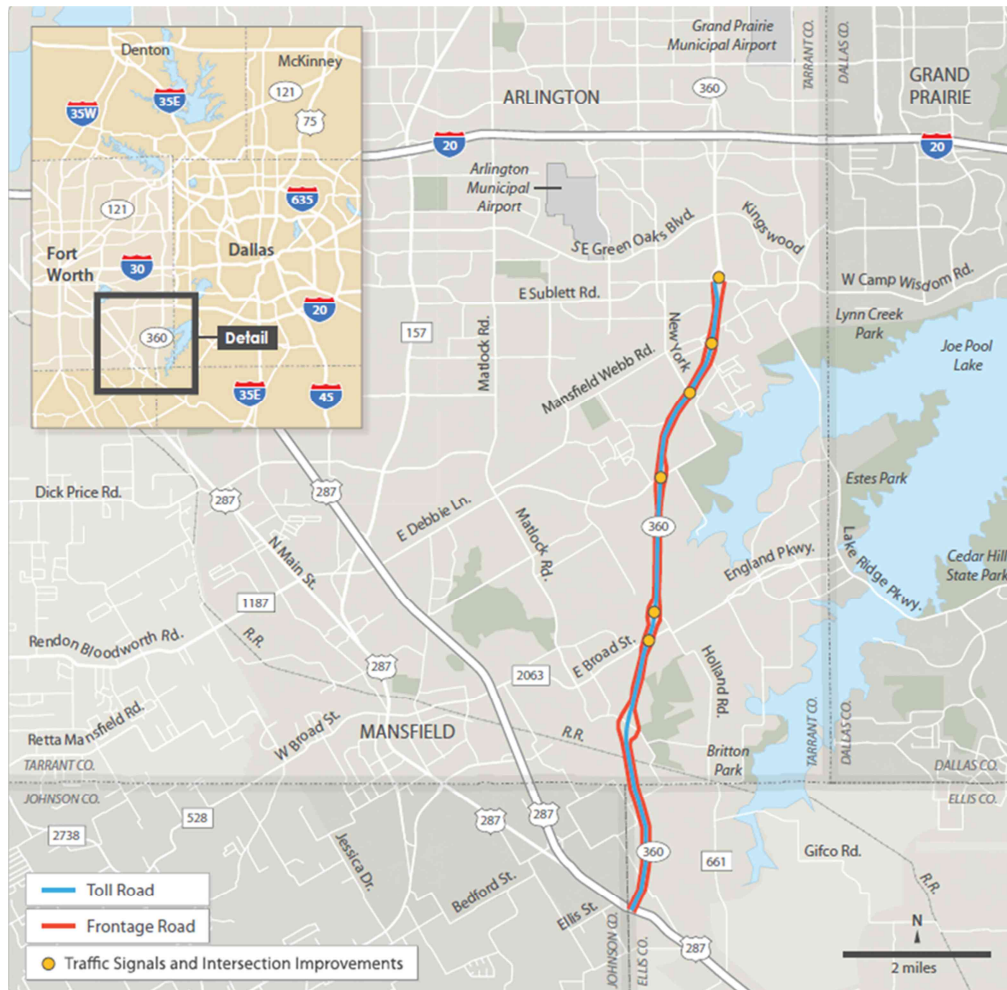 Denton
McKinney
35W
35E
121
75
635
121
Fort
Worth
Dallas
30
20
360
Detail
35E
45
Grand Prairie
Municipal Airport
TARRANT CO.
DALLAS CO.
360
ARLINGTON
GRAND
PRAIRIE
20
20
Arlington
Municipal
Airport
Kingswood
SE Green Oaks Blvd.
E Sublett Rd.
W Camp Wisdom Rd.
Lynn Creek
Park
Joe Pool
Lake
157
Matlock Rd.
New York
Mansfield Webb Rd.
287
Dick Price Rd.
287
Estes Park
N Main St.
E Debbie Ln.
Matlock Rd.
360
England Pkwy.
Lake Ridge Pkwy.
Cedar Hill
State Park
1187
Rendon Bloodworth Rd.
R.R.
287
2063
E Broad St.
Holland Rd.
Retta Mansfield Rd.
W Broad St.
MANSFIELD
R.R.
Britton
Park
TARRANT CO.
DALLAS CO.
TARRANT CO.
JOHNSON CO.
DALLAS CO.
ELLIS CO.
2738
528
Jessica Dr.
287
287
360
661
Gifco Rd.
R.R.
Bedford St.
Ellis St.
JOHNSON CO.
ELLIS CO.
287
Toll Road
Frontage Road
Traffic Signals and Intersection Improvements
N
2 miles